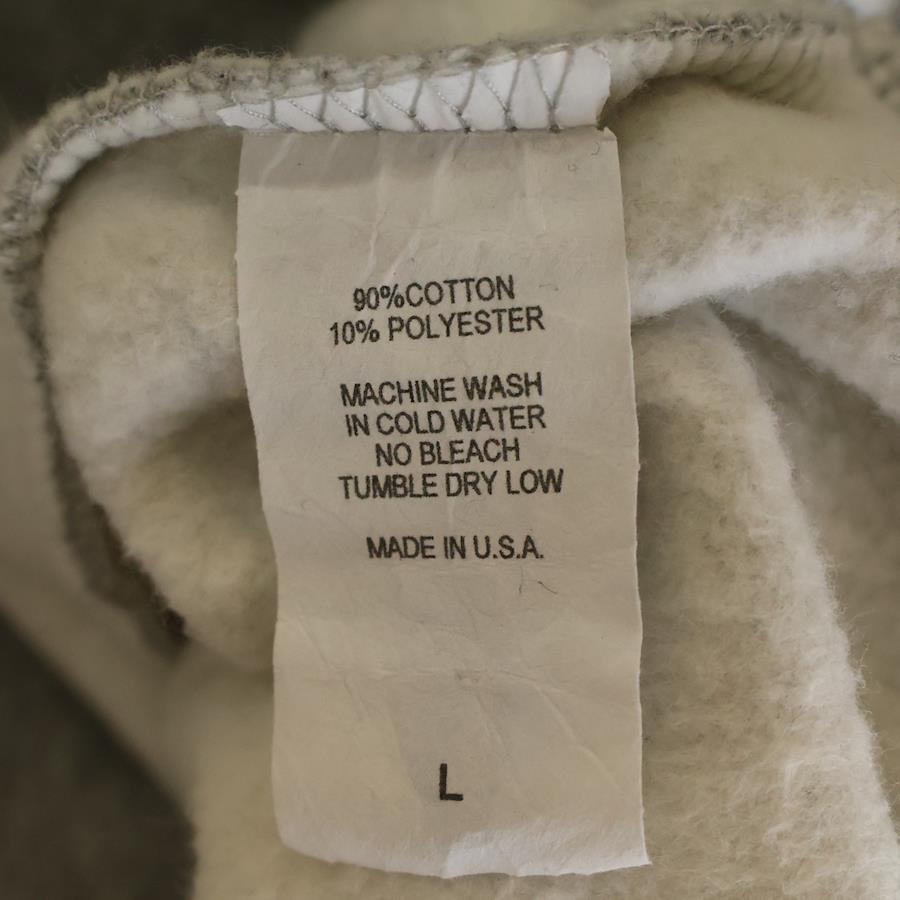 90%COTTON
10% POLYESTER
MACHINE WASH
IN COLD WATER
NO BLEACH
TUMBLE DRY LOW
MADE IN U.S.A.
L